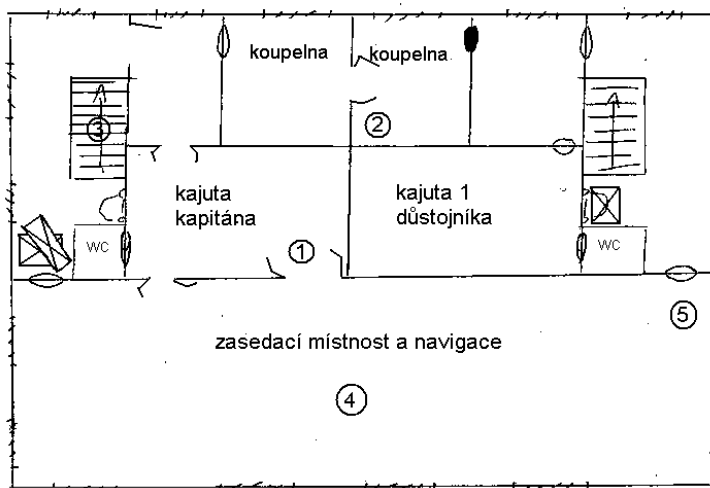 koupelna koupelna
3
2
kajuta
kapitána
kajuta 1
důstojníka
WC
WC
1
5
zasedací místnost a navigace
4